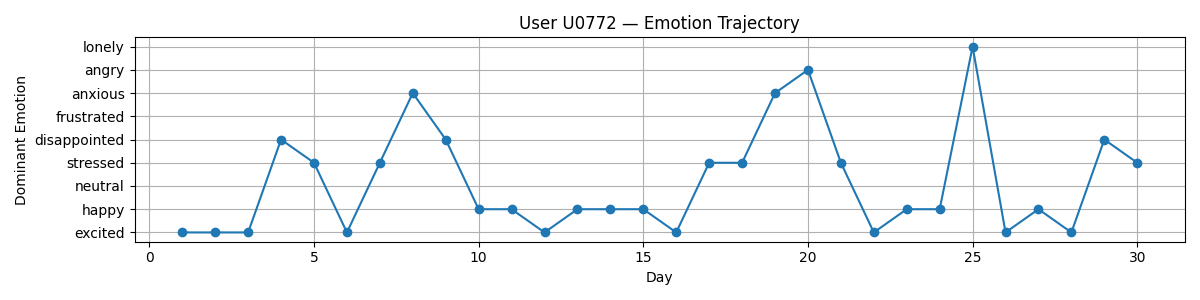 User U0772 — Emotion Trajectory
Dominant Emotion
lonely
angry
anxious
frustrated
disappointed
stressed
neutral
happy
excited
0 5 10 15 20 25 30
Day